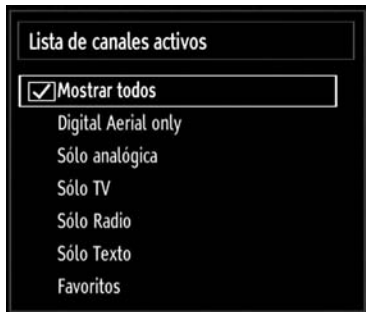 Lista de canales activos
Mostrar todos
Digital Aerial only
Sólo analógica
Sólo TV
Sólo Radio
Sólo Texto
Favoritos